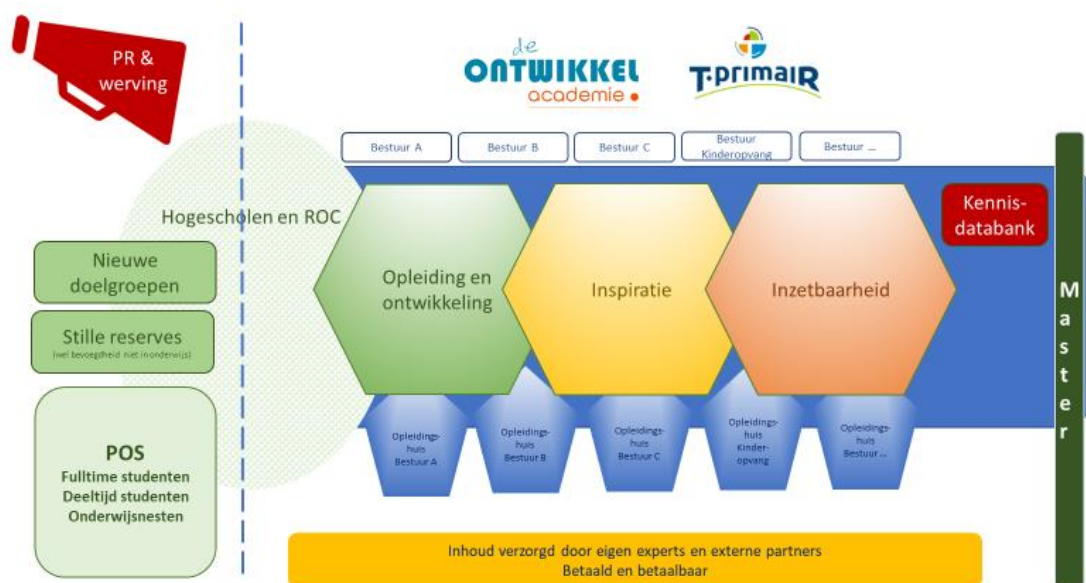 PR &
werving
de
ONTWIKKEL
academie
T·primaiR
Bestuur A
Bestuur B
Bestuur C
Bestuur
Kinderopvang
Bestuur ...
Hogescholen en ROC
Kennis-
databank
Nieuwe
doelgroepen
Opleiding en
ontwikkeling
Inspiratie
Inzetbaarheid
Stille reserves
(wel bevoegdheid niet in onderwijs)
Master
POS
Fulltime studenten
Deeltijd studenten
Onderwijsnesten
Opleidings-
huis
Bestuur A
Opleidings-
huis
Bestuur B
Opleidings-
huis
Bestuur C
Opleidings-
huis
Kinder-
opvang
Opleidings-
huis
Bestuur ...
Inhoud verzorgd door eigen experts en externe partners
Betaald en betaalbaar